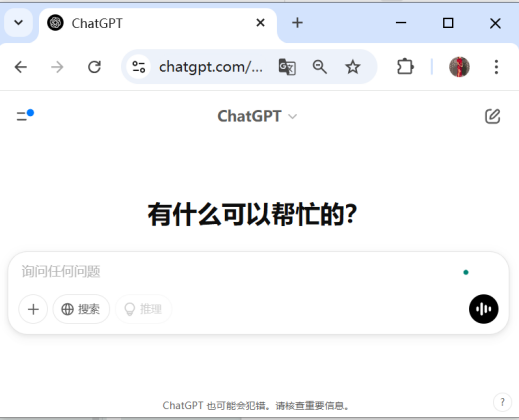 ChatGPT
chatgpt.com/...
ChatGPT
有什么可以帮忙的？
询问任何问题
搜索
推理
ChatGPT 也可能会犯错。请核查重要信息。
?